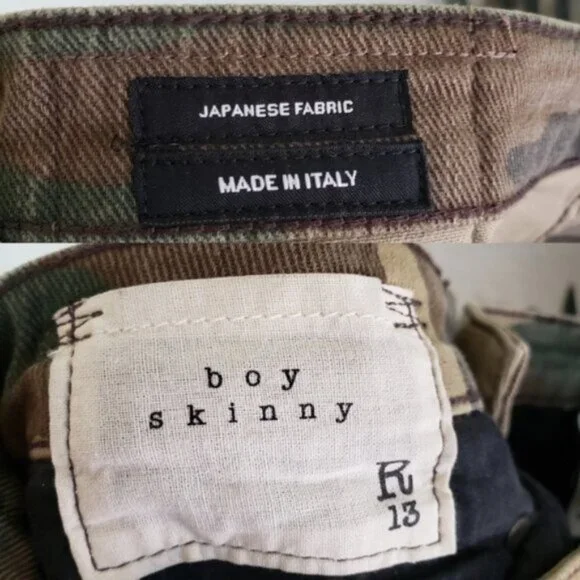 JAPANESE FABRIC
MADE IN ITALY
boy
skinny
R
13